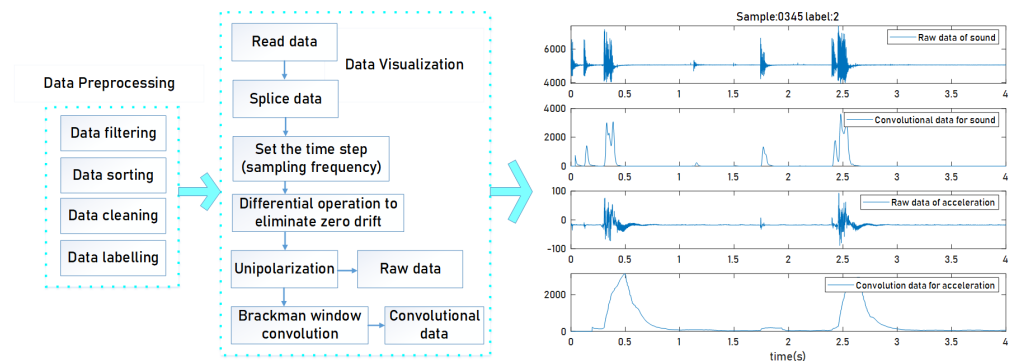 Data Preprocessing
Data filtering
Data sorting
Data cleaning
Data labelling
Data Visualization
Read data
Splice data
Set the time step
(sampling frequency)
Differential operation to
eliminate zero drift
Unipolarization
Raw data
Brackman window
convolution
Convolutional
data
Sample:0345 label:2
Raw data of sound
6000
4000
0 0.5 1 1.5 2 2.5 3 3.5 4
Convolutional data for sound
4000
2000
0
0 0.5 1 1.5 2 2.5 3 3.5 4
Raw data of acceleration
100
0
-100
0 0.5 1 1.5 2 2.5 3 3.5 4
Convolution data for acceleration
2000
0
0 0.5 1 1.5 2 2.5 3 3.5 4
time(s)